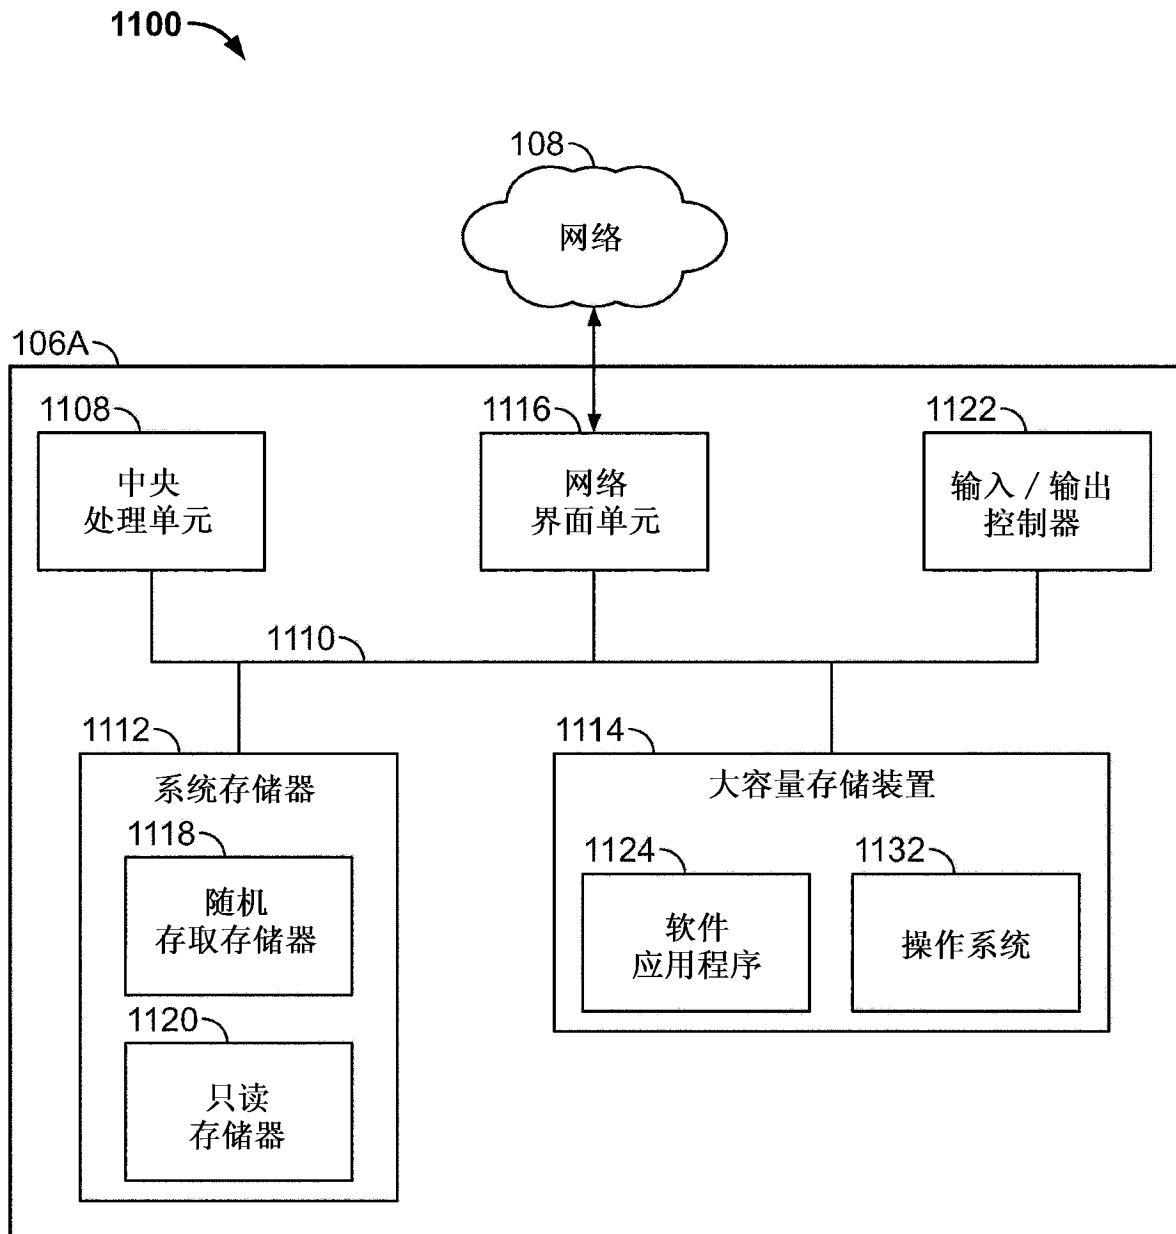 1100
108
网络
106A
1108
中央
处理单元
1116
网络
界面单元
1122
输入／输出
控制器
1110
1112
系统存储器
1118
随机
存取存储器
1120
只读
存储器
1114
大容量存储装置
1124
软件
应用程序
1132
操作系统